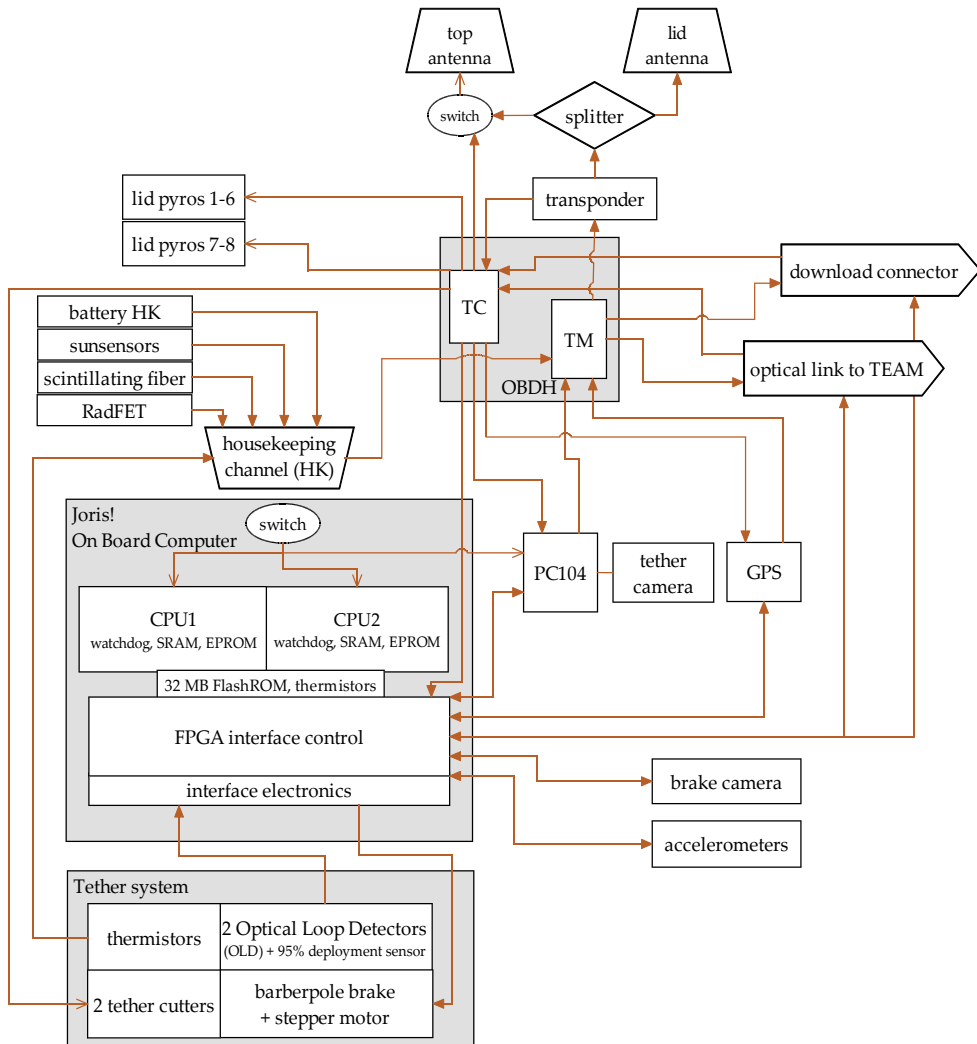 top
antenna
lid
antenna
switch
splitter
lid pyros 1-6
transponder
lid pyros 7-8
download connector
TC
battery HK
TM
sunsensors
optical link to TEAM
scintillating fiber
OBDH
RadFET
housekeeping
channel (HK)
Joris!
On Board Computer
switch
PC104
tether
camera
GPS
CPU1
watchdog, SRAM, EPROM
CPU2
watchdog, SRAM, EPROM
32 MB FlashROM, thermistors
FPGA interface control
interface electronics
brake camera
accelerometers
Tether system
thermistors
2 Optical Loop Detectors
(OLD) + 95% deployment sensor
2 tether cutters
barberpole brake
+ stepper motor